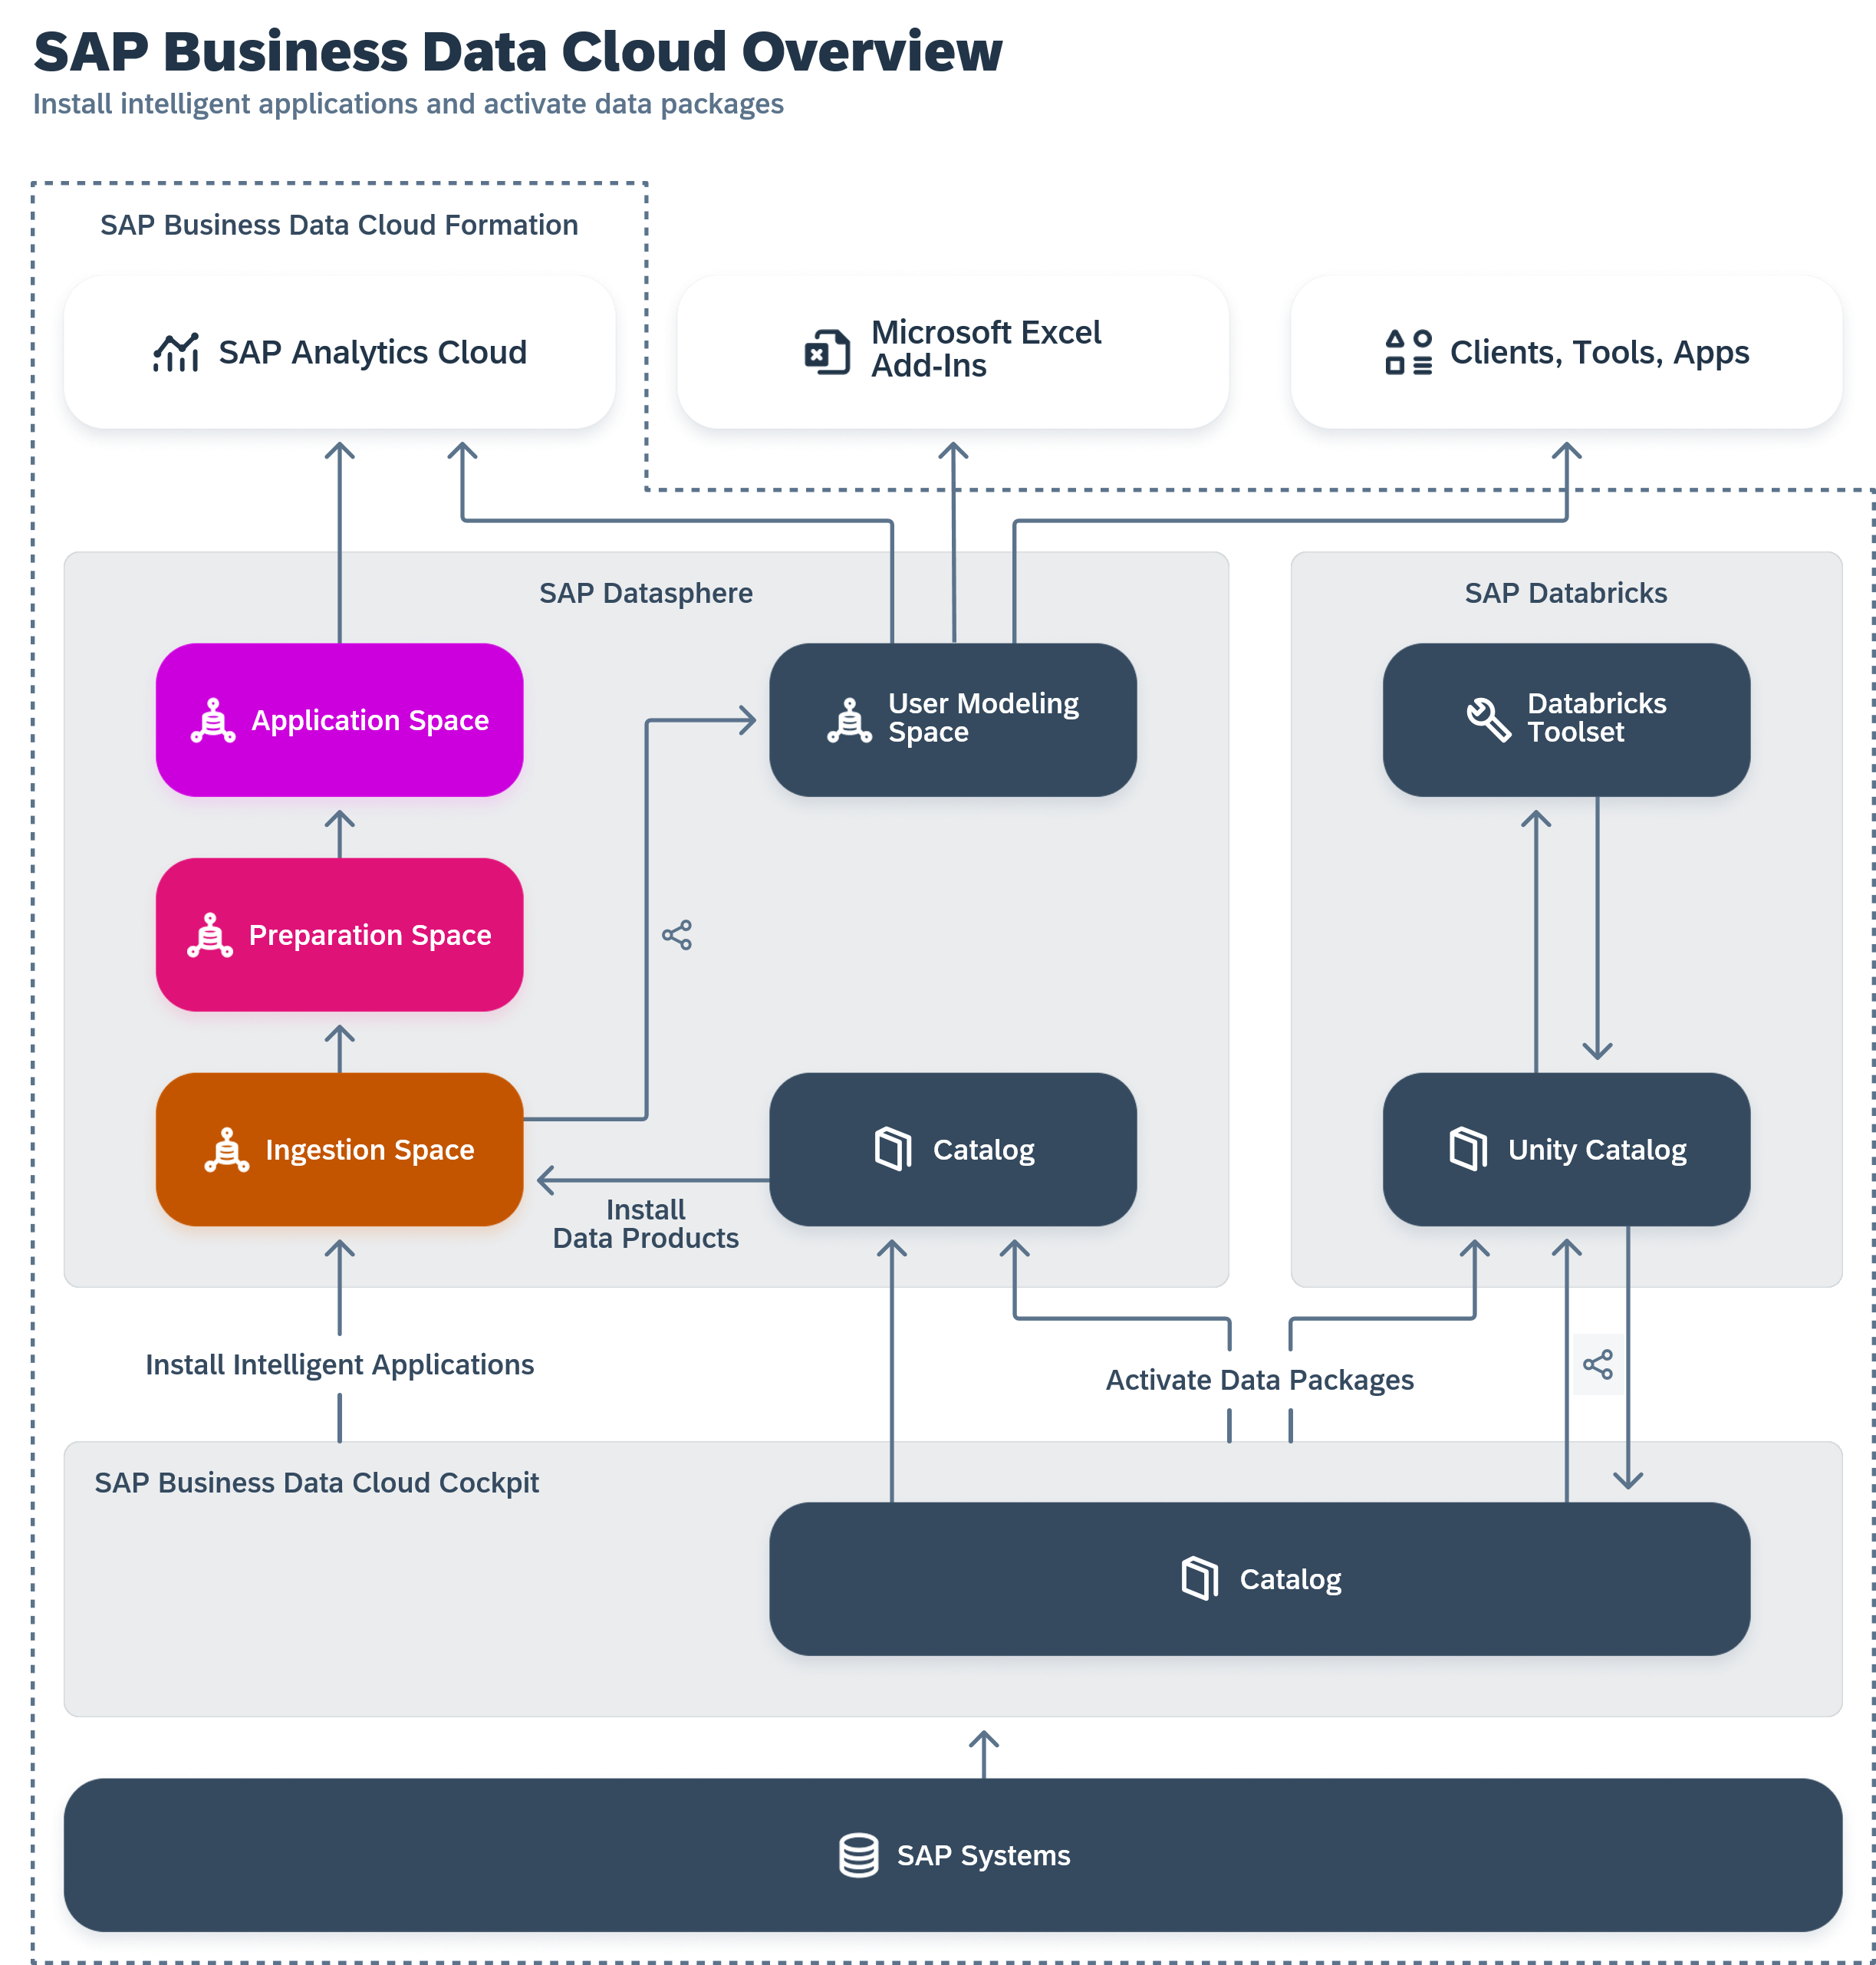 SAP Business Data Cloud Overview
Install intelligent applications and activate data packages
SAP Business Data Cloud Formation
SAP Analytics Cloud
Microsoft Excel
Add-Ins
Clients, Tools, Apps
SAP Datasphere
SAP Databricks
Application Space
User Modeling
Space
Databricks
Toolset
Preparation Space
Ingestion Space
Catalog
Unity Catalog
Install
Data Products
Install Intelligent Applications
Activate Data Packages
SAP Business Data Cloud Cockpit
Catalog
SAP Systems